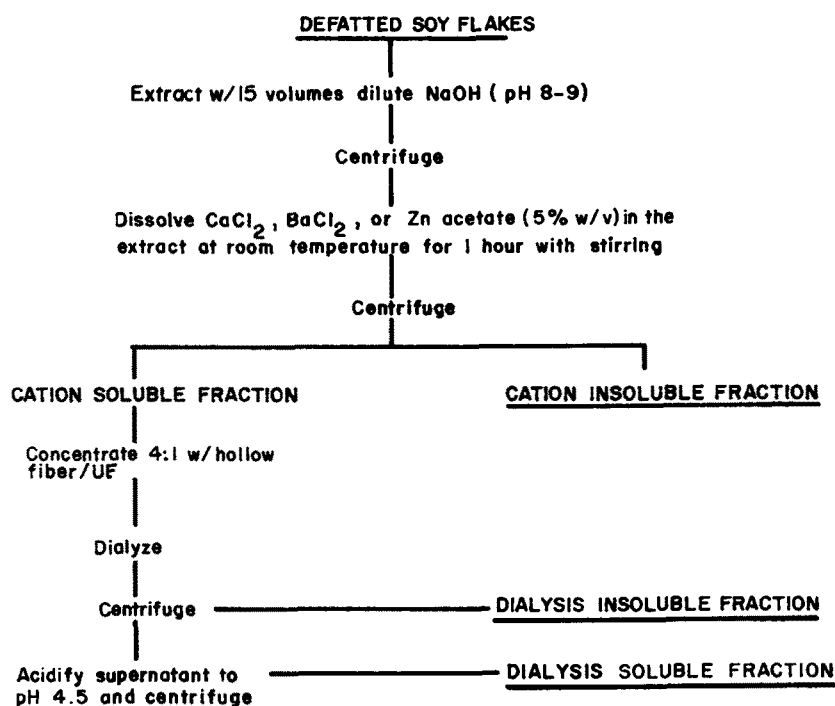 DEFATTED SOY FLAKES
Extract w/15 volumes dilute NaOH ( pH 8-9)
Centrifuge
Dissolve CaCl2, BaCl2, or Zn acetate (5% w/v) in the
extract at room temperature for 1 hour with stirring
Centrifuge
CATION SOLUBLE FRACTION
CATION INSOLUBLE FRACTION
Concentrate 4:1 w/hollow
fiber/UF
Dialyze
Centrifuge
DIALYSIS INSOLUBLE FRACTION
Acidify supernatant to
pH 4.5 and centrifuge
DIALYSIS SOLUBLE FRACTION